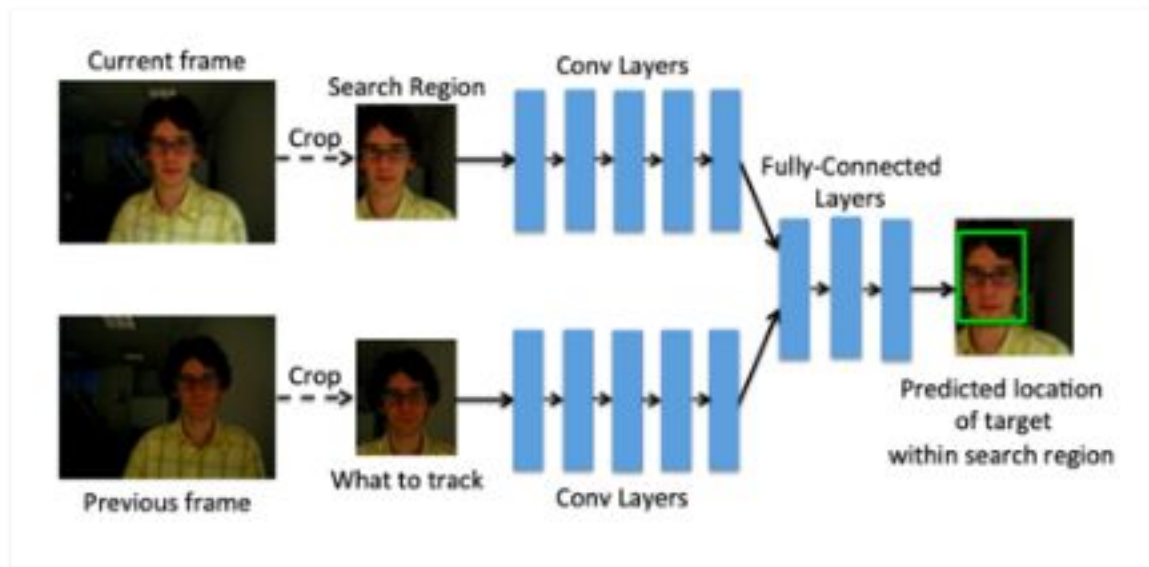 Current frame
Crop
Search Region
Conv Layers
Fully-Connected
Layers
Previous frame
Crop
What to track
Conv Layers
Predicted location
of target
within search region